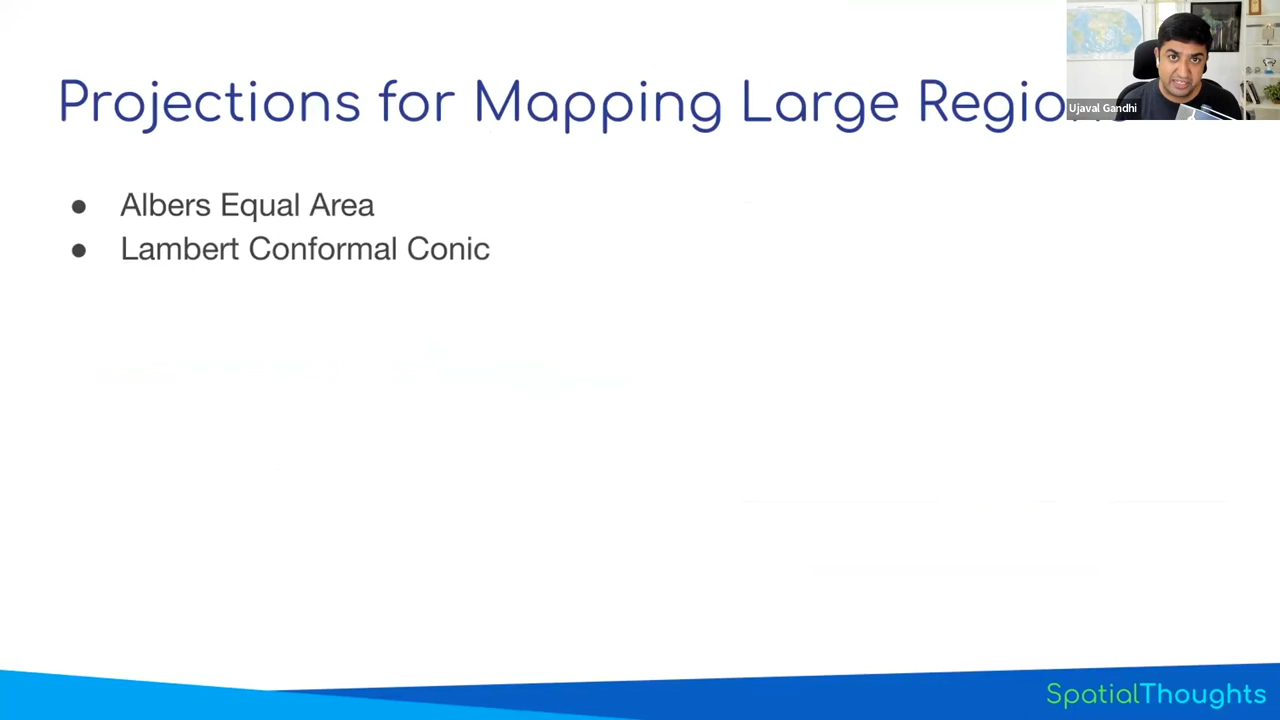 Projections for Mapping Large Regio
Ujaval Gandhi
● Albers Equal Area
● Lambert Conformal Conic
SpatialThoughts